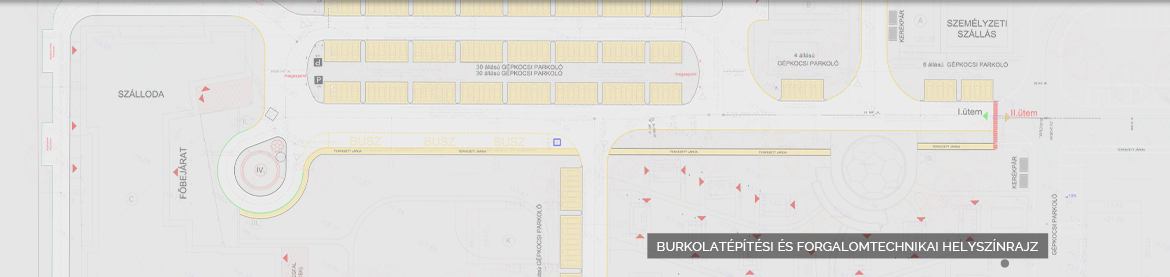 SZEMÉLYZETI
SZÁLLÁS
KERÉKPÁR
A
4 állású
GÉPKOCSI PARKOLÓ
6 állású GÉPKOCSI PARKOLÓ
30 állású GÉPKOCSI PARKOLÓ
30 állású GÉPKOCSI PARKOLÓ
P
P
SZÁLLODA
I.ütem
II.ütem
BUSZ BUSZ BUSZ
FŐBEJÁRAT
IV.
C
K
KERÉKPÁR
GÉPKOCSI PARKOLÓ
GÉPKOCSI PARKOLÓ
BURKOLATÉPÍTÉSI ÉS FORGALOMTECHNIKAI HELYSZÍNRAJZ